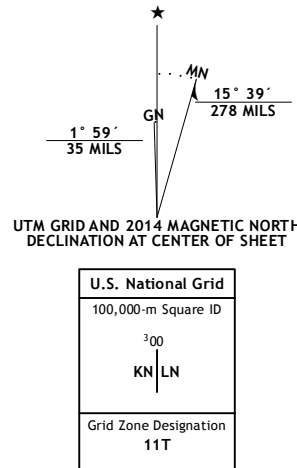 ★
MN
GN
15° 39´
278 MILS
1° 59´
35 MILS
UTM GRID AND 2014 MAGNETIC NORTH
DECLINATION AT CENTER OF SHEET
U.S. National Grid
100,000-m Square ID
³00
KN LN
Grid Zone Designation
11T